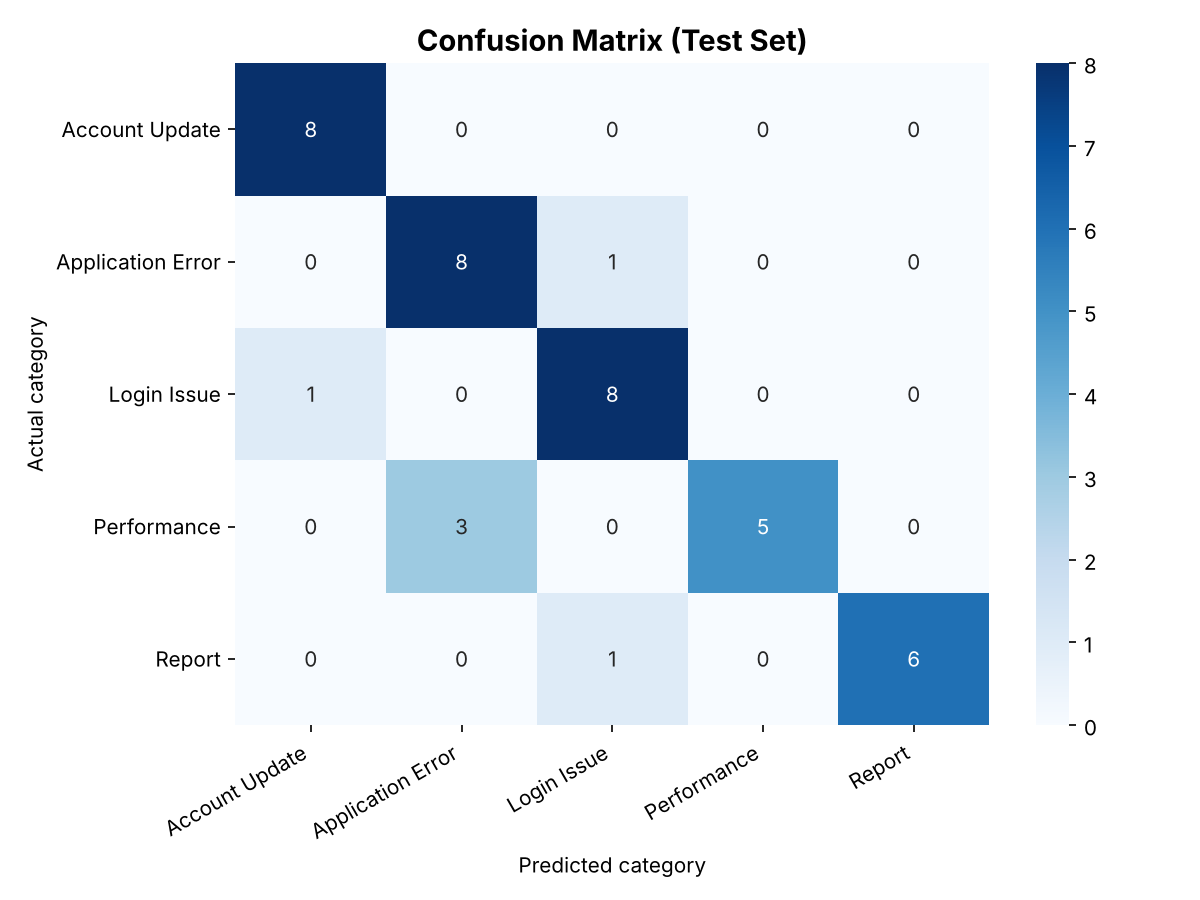 Confusion Matrix (Test Set)
Actual category
Account Update 8 0 0 0 0
Application Error 0 8 1 0 0
Login Issue 1 0 8 0 0
Performance 0 3 0 5 0
Report 0 0 1 0 6
Account Update
Application Error
Login Issue
Performance
Report
Predicted category
8
7
6
5
4
3
2
1
0